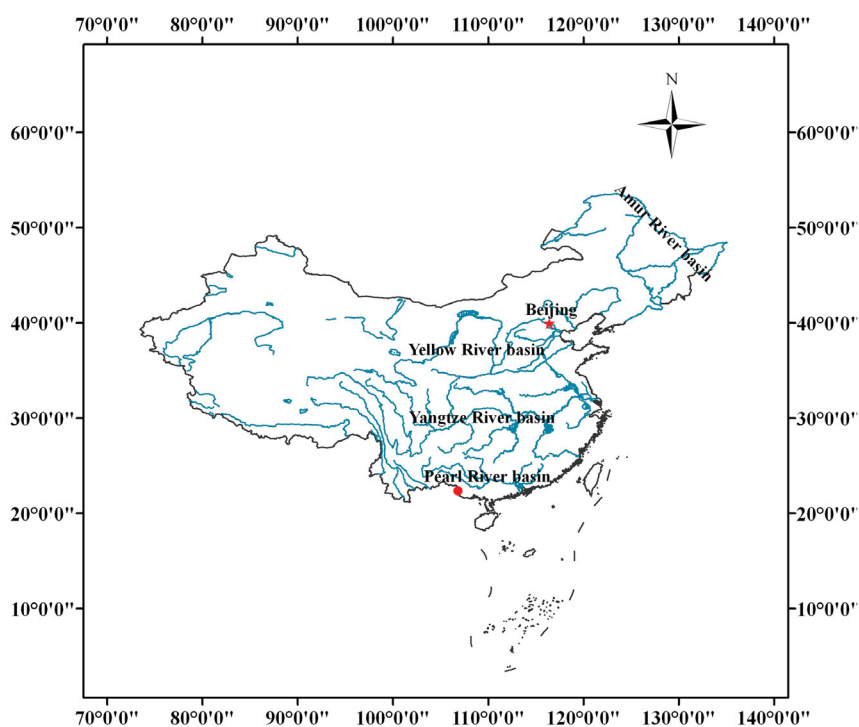 70°0'0" 80°0'0" 90°0'0" 100°0'0" 110°0'0" 120°0'0" 130°0'0" 140°0'0"
N
60°0'0" 60°0'0"
50°0'0" 50°0'0"
Amur River basin
Beijing
40°0'0" 40°0'0"
Yellow River basin
30°0'0" 30°0'0"
Yangtze River basin
Pearl River basin
20°0'0" 20°0'0"
10°0'0" 10°0'0"
70°0'0" 80°0'0" 90°0'0" 100°0'0" 110°0'0" 120°0'0" 130°0'0" 140°0'0"